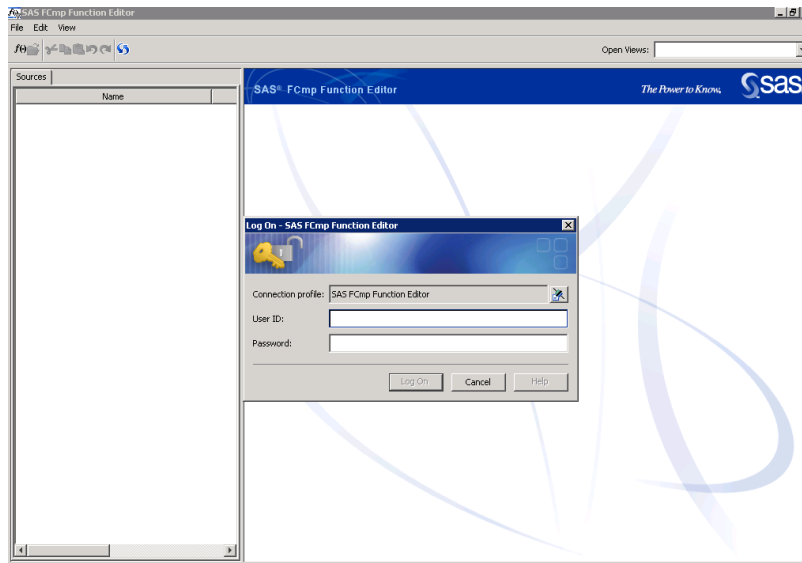 SAS FCmp Function Editor
File Edit View
Open Views:
Sources
Name
SAS® FCmp Function Editor
The Power to Know.
sas
Log On - SAS FCmp Function Editor
Connection profile: SAS FCmp Function Editor
User ID:
Password:
Log On Cancel Help